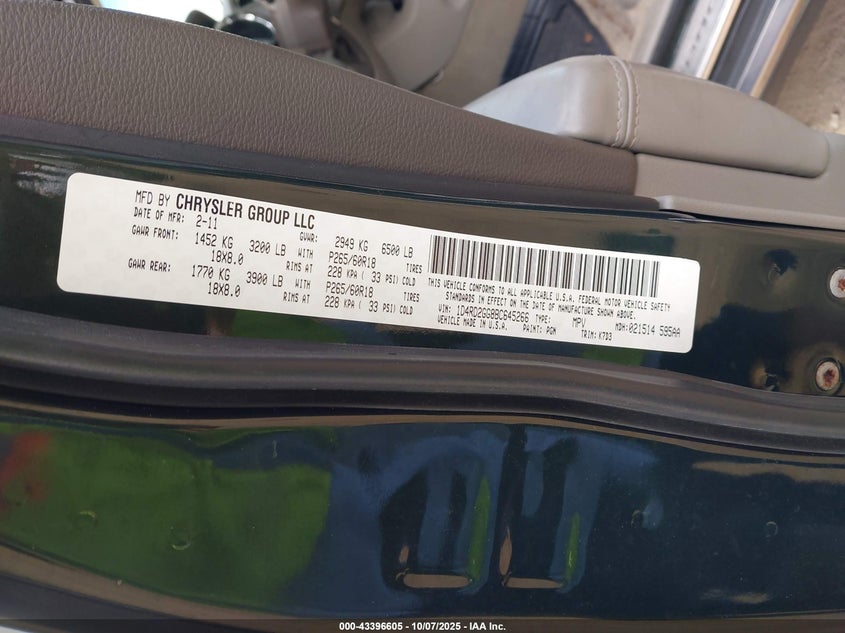 MFD BY CHRYSLER GROUP LLC
DATE OF MFR: 2-11 GVWR: 2949 KG 6500 LB
GAWR FRONT: 1452 KG 3200 LB WITH P265/60R18 TIRES
18X8.0 RIMS AT 228 KPA ( 33 PSI) COLD
GAWR REAR: 1770 KG 3900 LB WITH P265/60R18 TIRES
18X8.0 RIMS AT 228 KPA ( 33 PSI) COLD
THIS VEHICLE CONFORMS TO ALL APPLICABLE U.S.A. FEDERAL MOTOR VEHICLE SAFETY
STANDARDS IN EFFECT ON THE DATE OF MANUFACTURE SHOWN ABOVE.
VIN: 1D4RD2GG8BC645266 TYPE: MPV MDH: 021514 595AA
VEHICLE MADE IN U.S.A. PAINT: PGM TRIM: K7D3
000-43396605 - 10/07/2025 - IAA Inc.